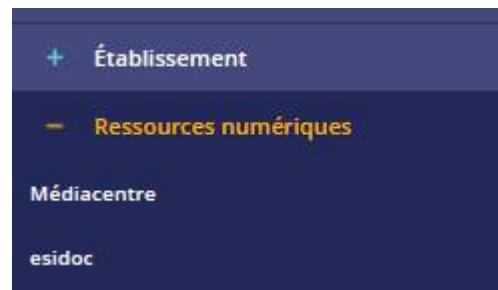 + Établissement
− Ressources numériques
Médiacentre
esidoc